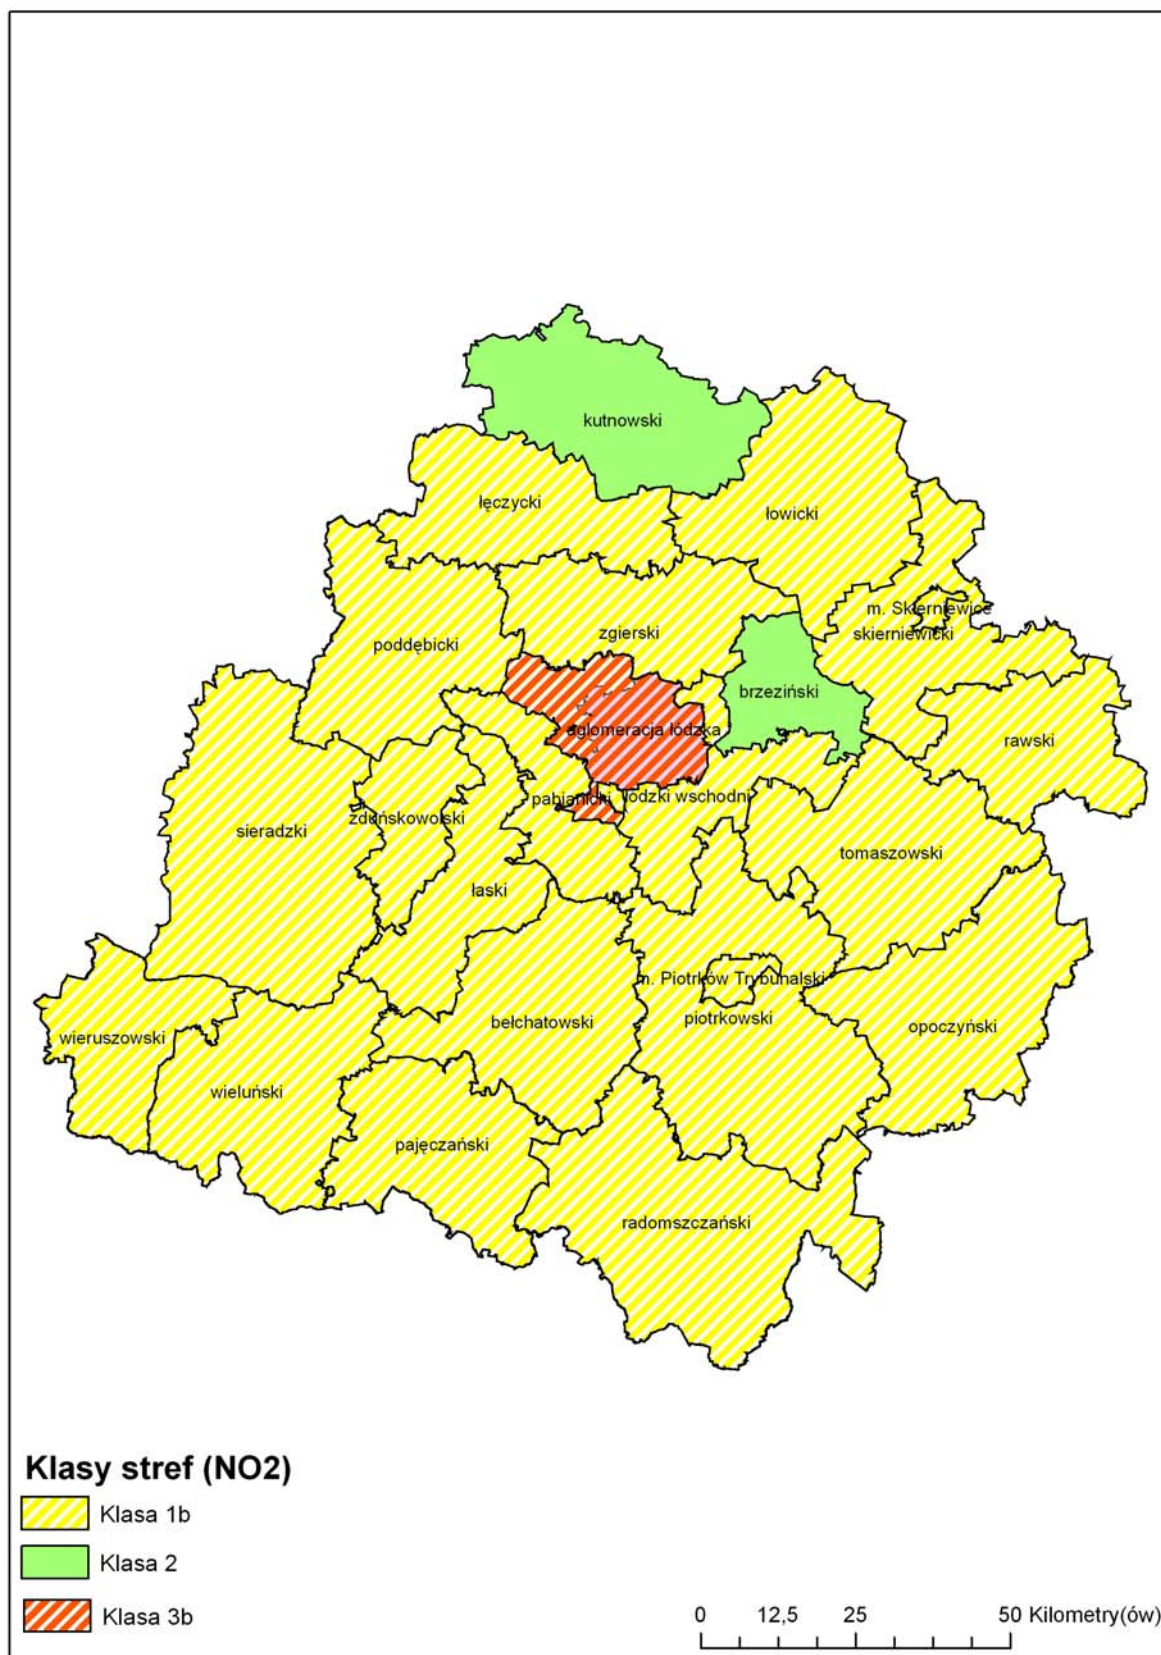 kutnowski
łęczycki
łowicki
m. Skierniewice
skierniewicki
zgierski
poddębicki
brzeziński
aglomeracja łódzka
rawski
pabianicki
łódzki wschodni
zduńskowolski
sieradzki
tomaszowski
łaski
m. Piotrków Trybunalski
piotrkowski
bełchatowski
opoczyński
wieruszowski
wieluński
pajęczański
radomszczański
Klasy stref (NO2)
Klasa 1b
Klasa 2
Klasa 3b
0 12,5 25 50 Kilometry(ów)